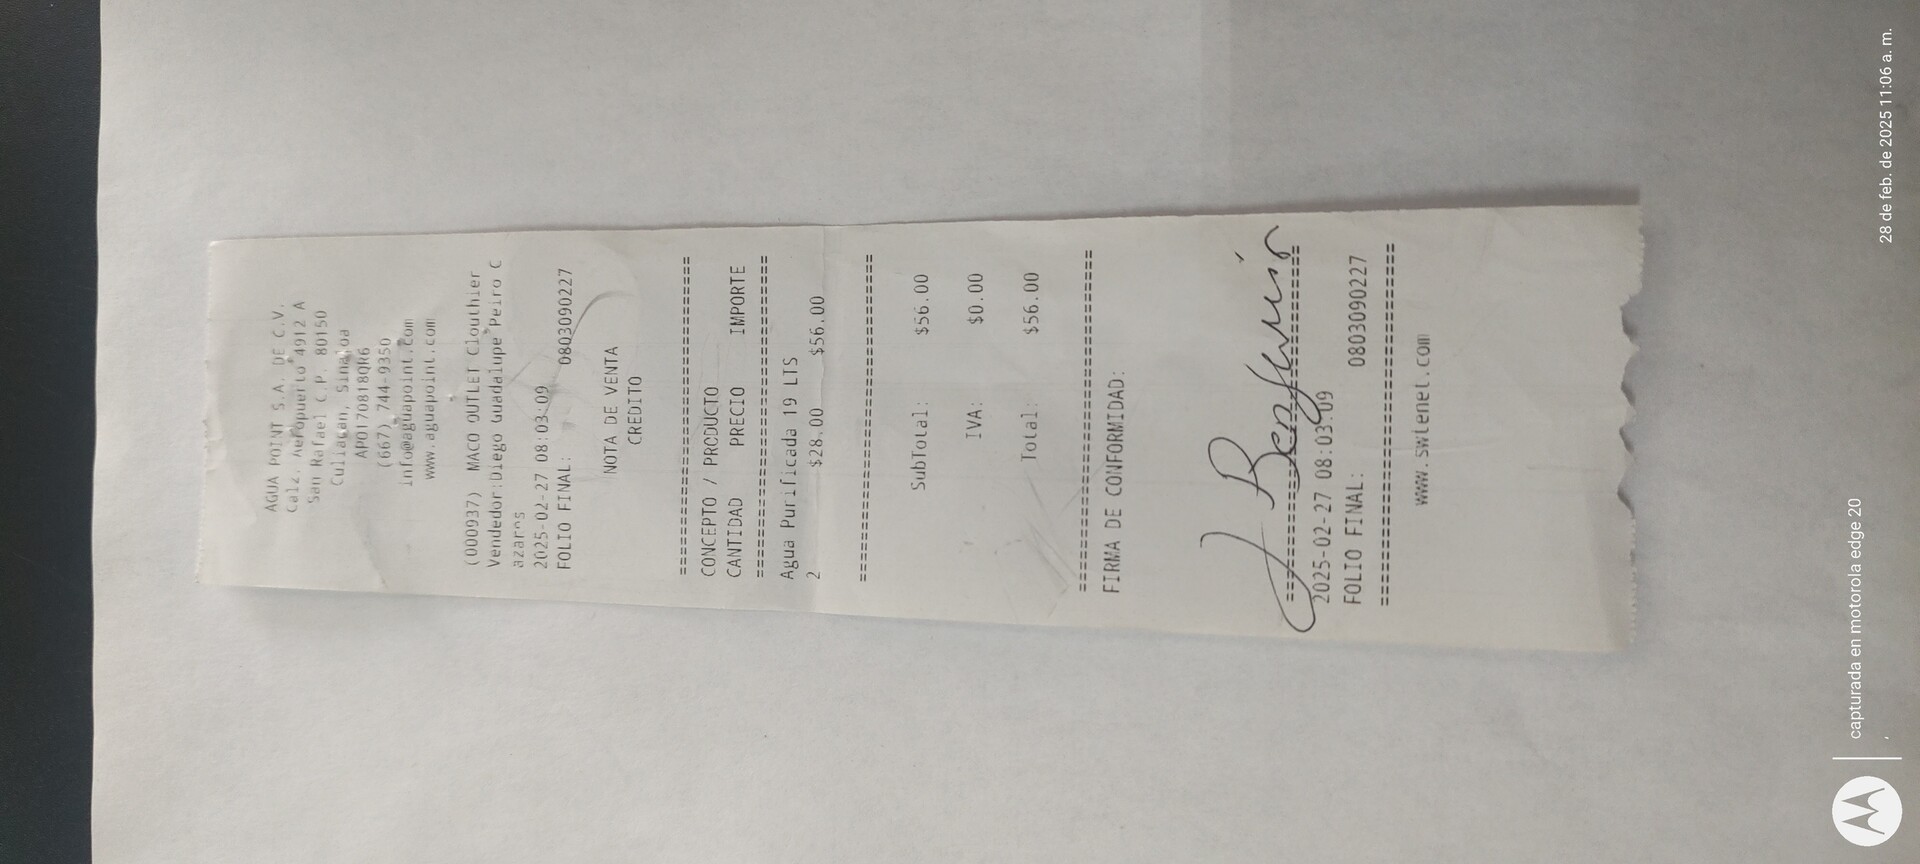 AGUA POINT S.A. DE C.V.
Calz. Aeropuerto 4912 A
San Rafael C.P. 80150
Culiacan, Sinaloa
APO170818QR6
(667) 744-9350
info@aguapoint.com
www.aguapoint.com
(000937) MACO OUTLET Clouthier
Vendedor:Diego Guadalupe Peiro C
azares
2025-02-27 08:03:09
FOLIO FINAL: 0803090227
NOTA DE VENTA
CREDITO
================================
CONCEPTO / PRODUCTO
CANTIDAD PRECIO IMPORTE
================================
Agua Purificada 19 LTS
2 $28.00 $56.00
================================
SubTotal: $56.00
IVA: $0.00
Total: $56.00
================================
FIRMA DE CONFORMIDAD:
================================
2025-02-27 08:03:09
FOLIO FINAL: 0803090227
================================
www.swtenet.com
capturada en motorola edge 20
28 de feb. de 2025 11:06 a. m.